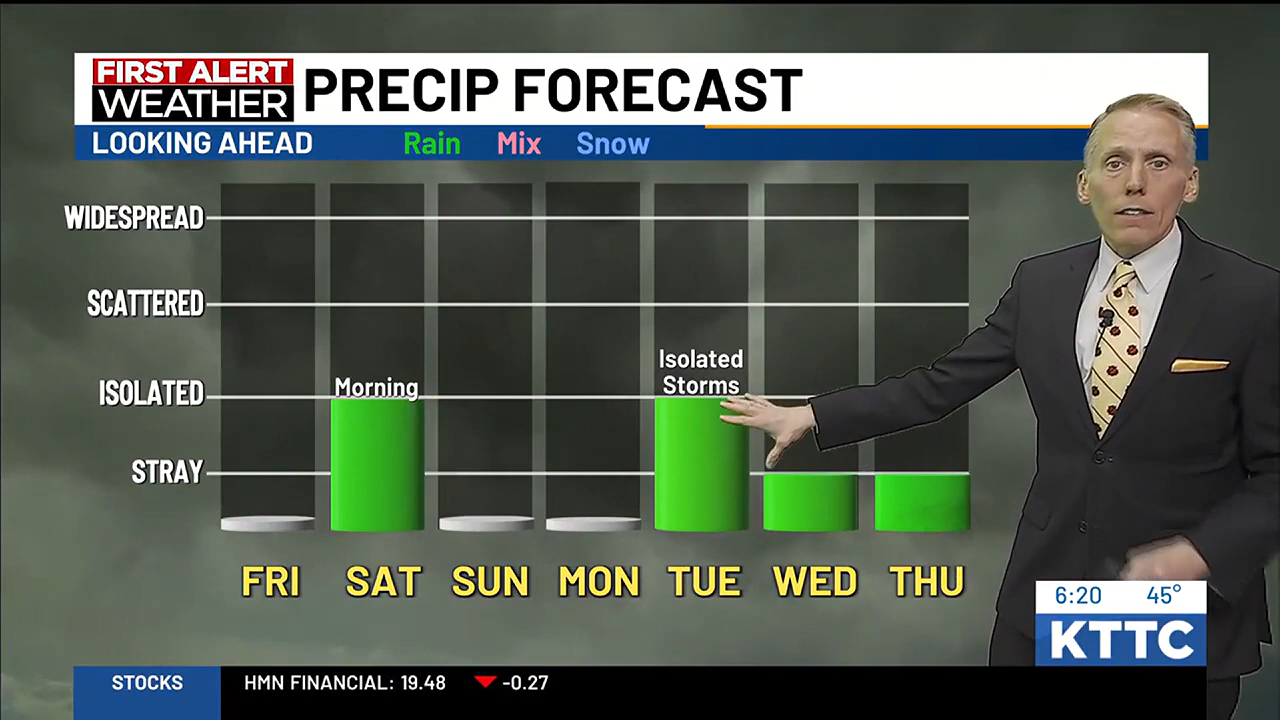 FIRST ALERT
WEATHER
PRECIP FORECAST
LOOKING AHEAD Rain Mix Snow
WIDESPREAD
SCATTERED
ISOLATED
STRAY
Morning
Isolated
Storms
FRI SAT SUN MON TUE WED THU
6:20 45°
KTTC
STOCKS HMN FINANCIAL: 19.48 -0.27